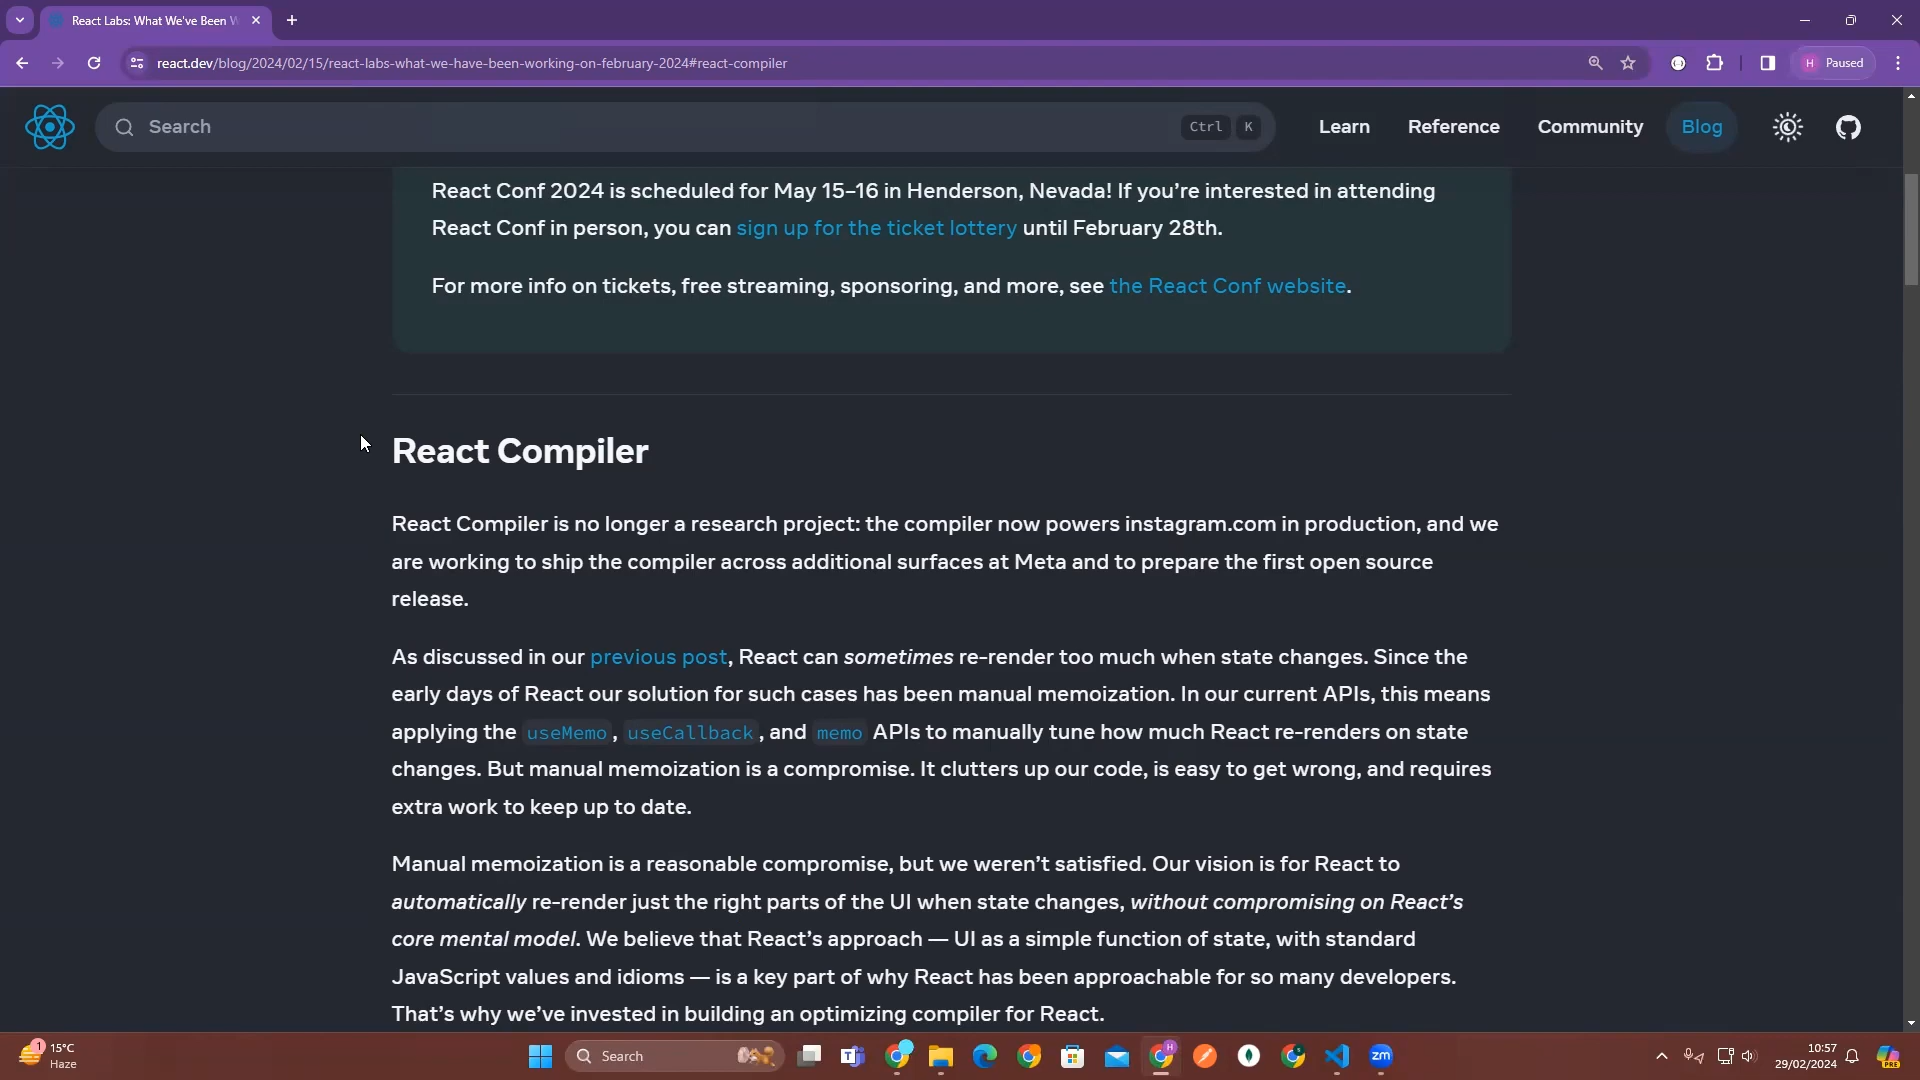 React Labs: What We've Been W
react.dev/blog/2024/02/15/react-labs-what-we-have-been-working-on-february-2024#react-compiler
H Paused
Search
Ctrl K
Learn
Reference
Community
Blog
React Conf 2024 is scheduled for May 15–16 in Henderson, Nevada! If you’re interested in attending
React Conf in person, you can sign up for the ticket lottery until February 28th.
For more info on tickets, free streaming, sponsoring, and more, see the React Conf website.
React Compiler
React Compiler is no longer a research project: the compiler now powers instagram.com in production, and we
are working to ship the compiler across additional surfaces at Meta and to prepare the first open source
release.
As discussed in our previous post, React can sometimes re-render too much when state changes. Since the
early days of React our solution for such cases has been manual memoization. In our current APIs, this means
applying the useMemo, useCallback, and memo APIs to manually tune how much React re-renders on state
changes. But manual memoization is a compromise. It clutters up our code, is easy to get wrong, and requires
extra work to keep up to date.
Manual memoization is a reasonable compromise, but we weren’t satisfied. Our vision is for React to
automatically re-render just the right parts of the UI when state changes, without compromising on React’s
core mental model. We believe that React’s approach — UI as a simple function of state, with standard
JavaScript values and idioms — is a key part of why React has been approachable for so many developers.
That’s why we’ve invested in building an optimizing compiler for React.
1
15°C
Haze
Search
H
zm
10:57
29/02/2024
PRE